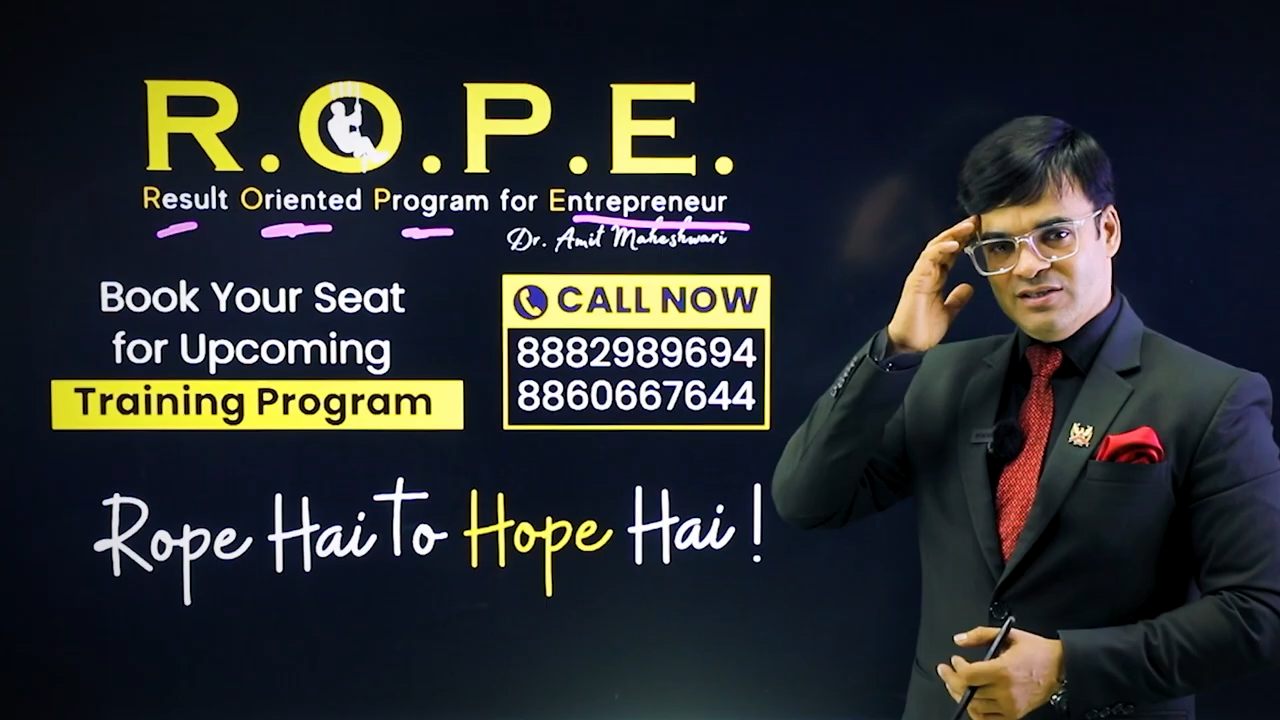 R.O.P.E.
Result Oriented Program for Entrepreneur
Dr. Amit Maheshwari
Book Your Seat
for Upcoming
Training Program
CALL NOW
8882989694
8860667644
Rope Hai To Hope Hai !